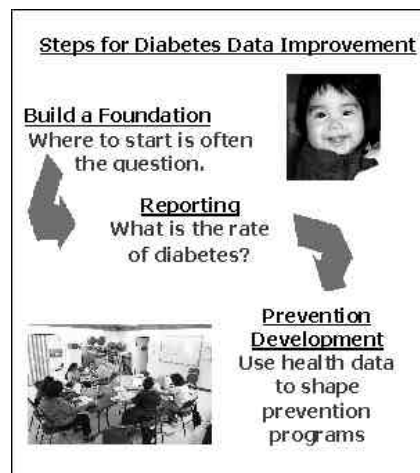 Steps for Diabetes Data Improvement
Build a Foundation
Where to start is often
the question.
Reporting
What is the rate
of diabetes?
Prevention
Development
Use health data
to shape
prevention
programs